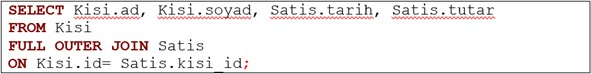 SELECT Kisi.ad, Kisi.soyad, Satis.tarih, Satis.tutar
FROM Kisi
FULL OUTER JOIN Satis
ON Kisi.id= Satis.kisi_id;